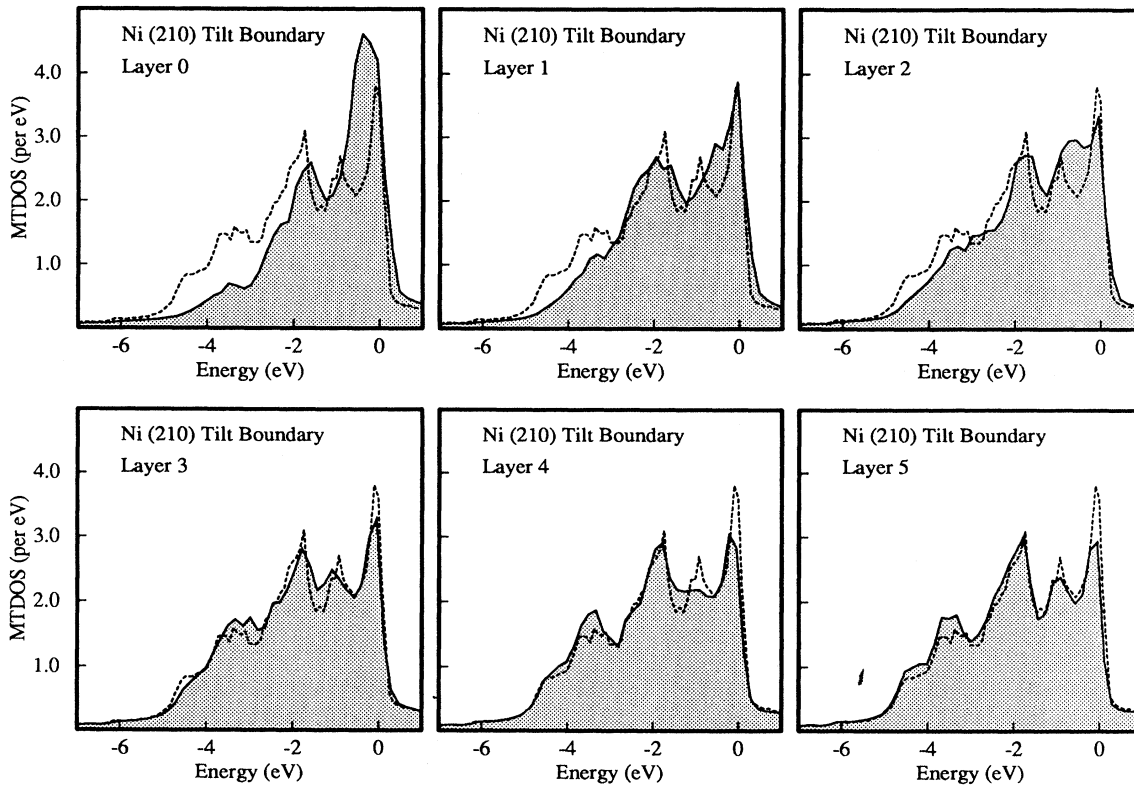 Ni (210) Tilt Boundary
Layer 0
MTDOS (per eV)
4.0
3.0
2.0
1.0
-6
-4
-2
0
Energy (eV)
Ni (210) Tilt Boundary
Layer 1
-6
-4
-2
0
Energy (eV)
Ni (210) Tilt Boundary
Layer 2
-6
-4
-2
0
Energy (eV)
Ni (210) Tilt Boundary
Layer 3
MTDOS (per eV)
4.0
3.0
2.0
1.0
-6
-4
-2
0
Energy (eV)
Ni (210) Tilt Boundary
Layer 4
-6
-4
-2
0
Energy (eV)
Ni (210) Tilt Boundary
Layer 5
-6
-4
-2
0
Energy (eV)